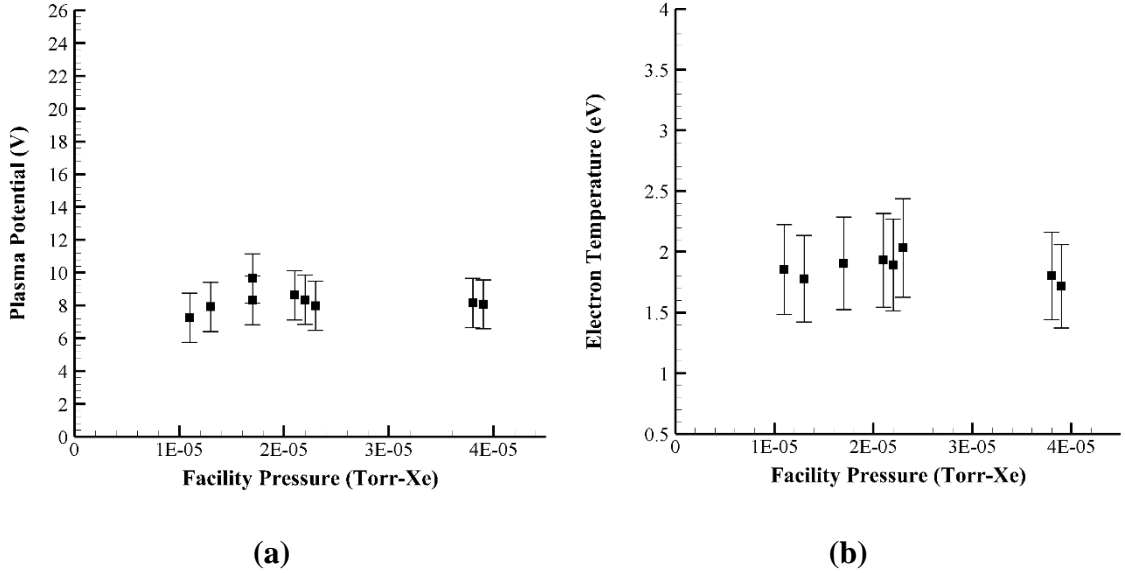 26
24
22
20
18
16
14
12
10
8
6
4
2
0
Plasma Potential (V)
0 1E-05 2E-05 3E-05 4E-05
Facility Pressure (Torr-Xe)
(a)
4
3.5
3
2.5
2
1.5
1
0.5
Electron Temperature (eV)
0 1E-05 2E-05 3E-05 4E-05
Facility Pressure (Torr-Xe)
(b)